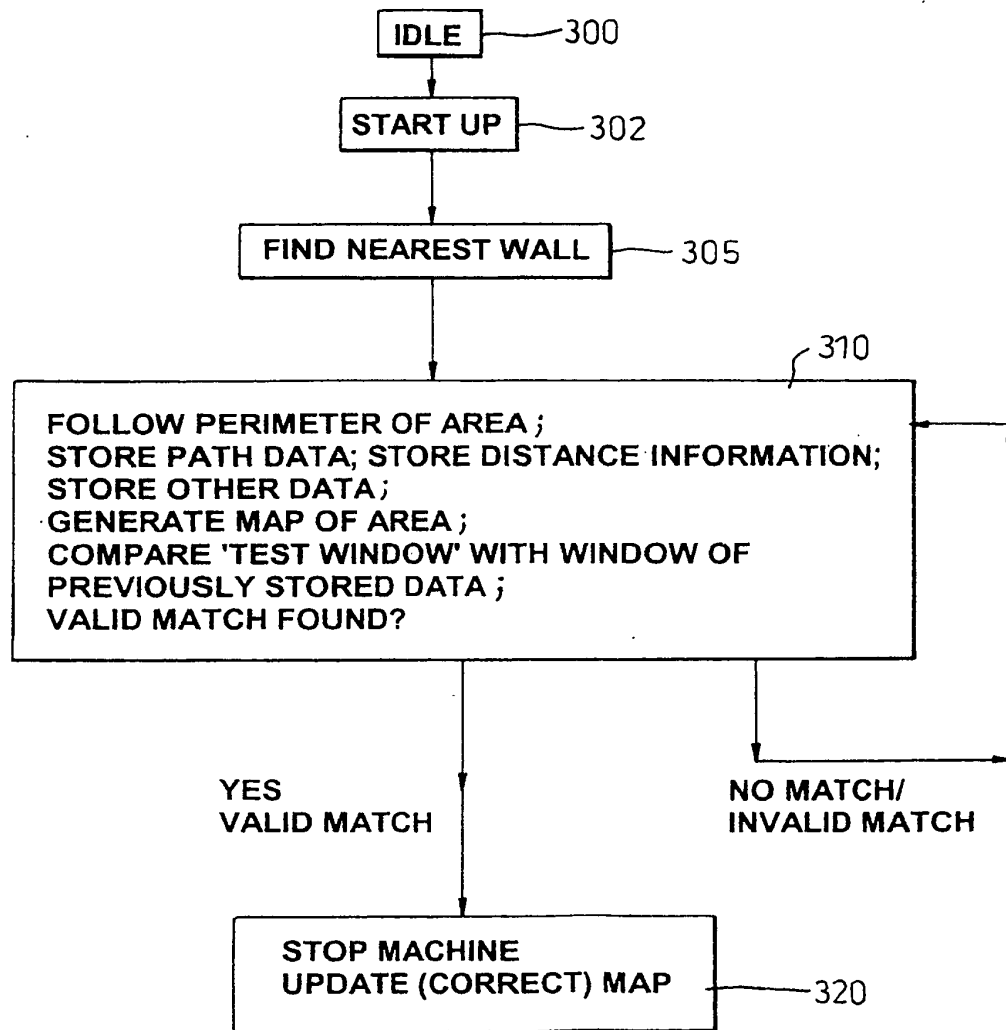 IDLE 300
START UP 302
FIND NEAREST WALL 305
310
FOLLOW PERIMETER OF AREA;
STORE PATH DATA; STORE DISTANCE INFORMATION;
STORE OTHER DATA;
GENERATE MAP OF AREA;
COMPARE 'TEST WINDOW' WITH WINDOW OF
PREVIOUSLY STORED DATA;
VALID MATCH FOUND?
YES
VALID MATCH
NO MATCH/
INVALID MATCH
STOP MACHINE
UPDATE (CORRECT) MAP
320